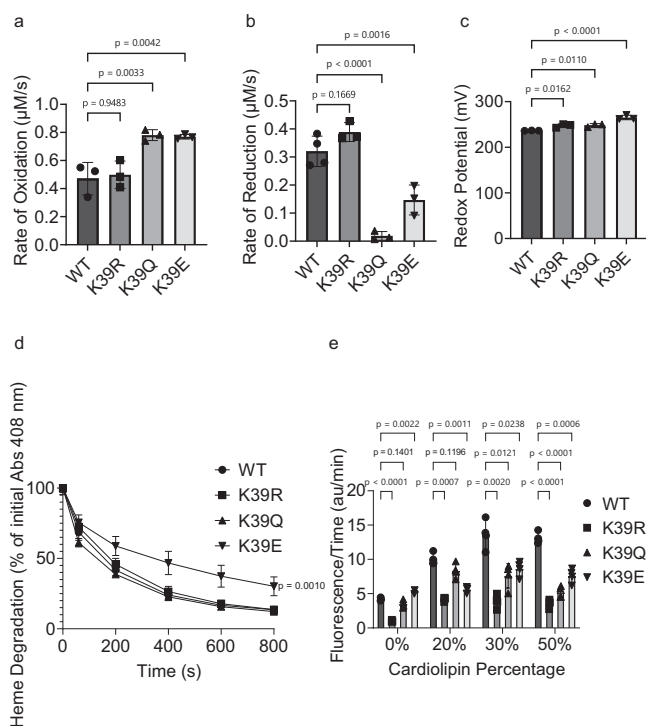 a
p = 0.0042
p = 0.0033
p = 0.9483
Rate of Oxidation (µM/s)
1.0
0.8
0.6
0.4
0.2
0.0
WT
K39R
K39Q
K39E
b
p = 0.0016
p < 0.0001
p = 0.1669
Rate of Reduction (µM/s)
0.5
0.4
0.3
0.2
0.1
0.0
WT
K39R
K39Q
K39E
c
p < 0.0001
p = 0.0110
p = 0.0162
Redox Potential (mV)
300
200
100
0
WT
K39R
K39Q
K39E
d
Heme Degradation (% of initial Abs 408 nm)
100
50
0
0
200
400
600
800
Time (s)
WT
K39R
K39Q
K39E
p = 0.0010
e
p = 0.0022
p = 0.0011
p = 0.0238
p = 0.0006
p = 0.1401
p = 0.1196
p = 0.0121
p < 0.0001
p < 0.0001
p = 0.0007
p = 0.0020
p < 0.0001
Fluorescence/Time (au/min)
20
15
10
5
0
0%
20%
30%
50%
Cardiolipin Percentage
WT
K39R
K39Q
K39E